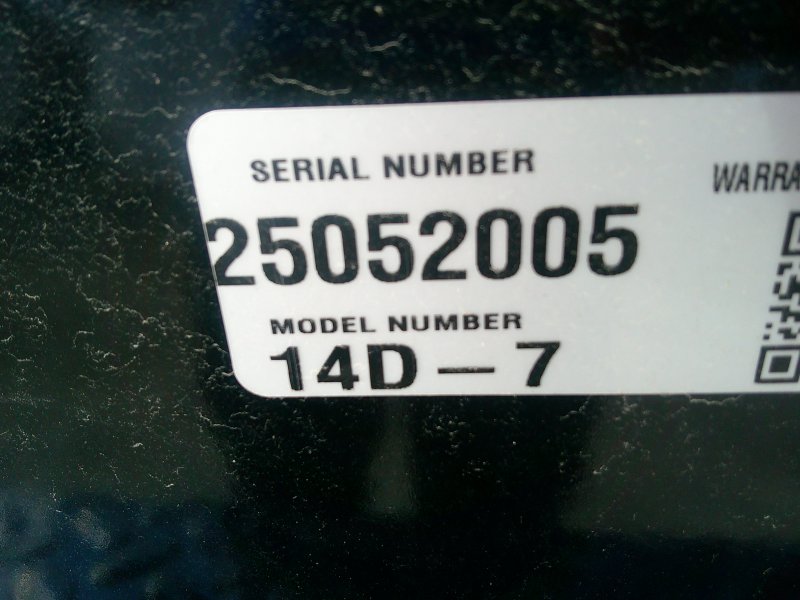 SERIAL NUMBER
25052005
MODEL NUMBER
14D-7